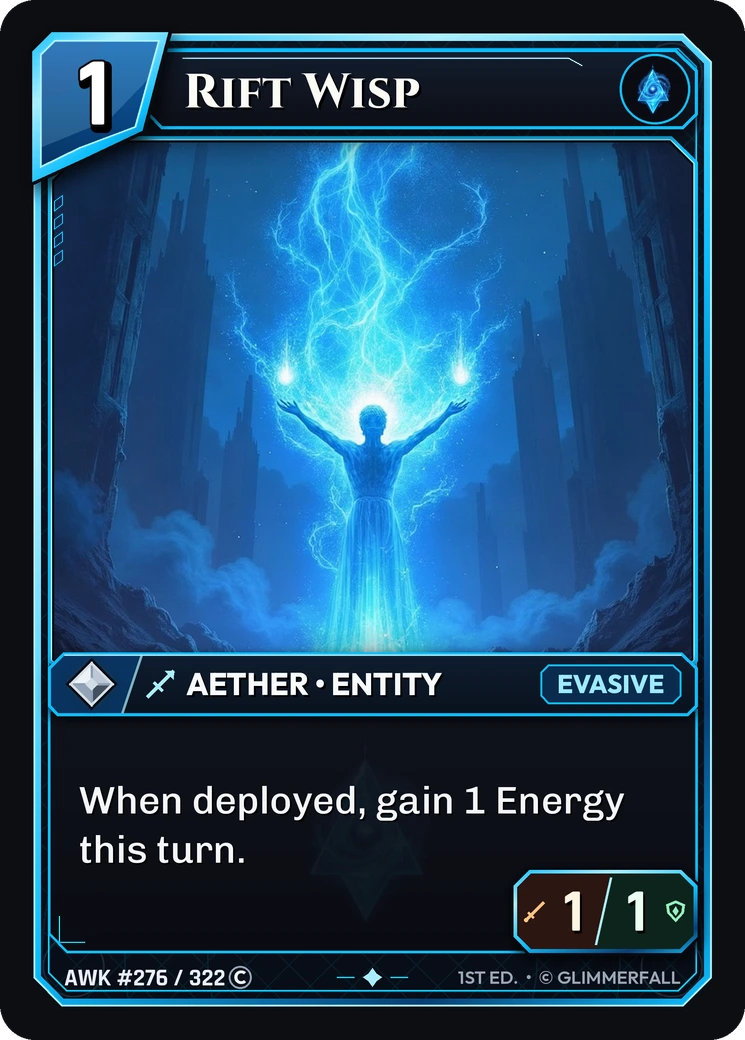 1
RIFT WISP
AETHER • ENTITY
EVASIVE
When deployed, gain 1 Energy
this turn.
1 / 1
AWK #276 / 322 Ⓒ
1ST ED. • © GLIMMERFALL